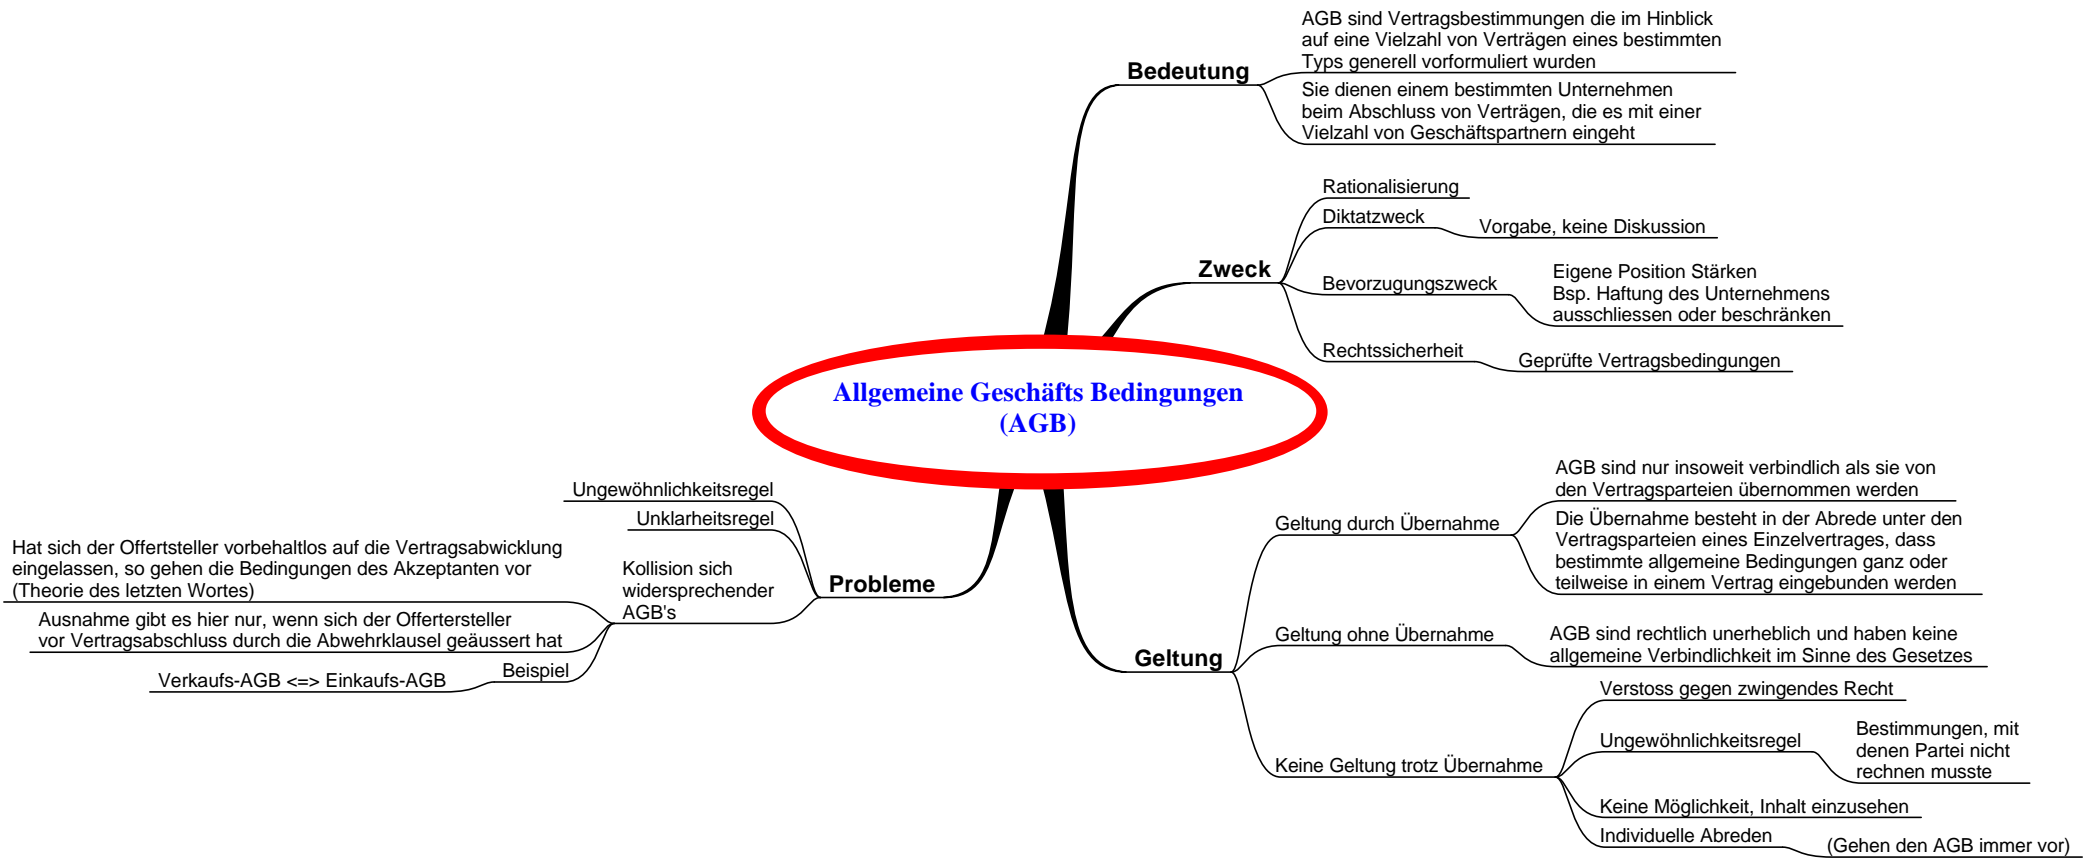 Allgemeine Geschäfts Bedingungen
(AGB)
Bedeutung
AGB sind Vertragsbestimmungen die im Hinblick
auf eine Vielzahl von Verträgen eines bestimmten
Typs generell vorformuliert wurden
Sie dienen einem bestimmten Unternehmen
beim Abschluss von Verträgen, die es mit einer
Vielzahl von Geschäftspartnern eingeht
Zweck
Rationalisierung
Diktatzweck
Vorgabe, keine Diskussion
Bevorzugungszweck
Eigene Position Stärken
Bsp. Haftung des Unternehmens
ausschliessen oder beschränken
Rechtssicherheit
Geprüfte Vertragsbedingungen
Geltung
Geltung durch Übernahme
AGB sind nur insoweit verbindlich als sie von
den Vertragsparteien übernommen werden
Die Übernahme besteht in der Abrede unter den
Vertragsparteien eines Einzelvertrages, dass
bestimmte allgemeine Bedingungen ganz oder
teilweise in einem Vertrag eingebunden werden
Geltung ohne Übernahme
AGB sind rechtlich unerheblich und haben keine
allgemeine Verbindlichkeit im Sinne des Gesetzes
Keine Geltung trotz Übernahme
Verstoss gegen zwingendes Recht
Ungewöhnlichkeitsregel
Bestimmungen, mit
denen Partei nicht
rechnen musste
Keine Möglichkeit, Inhalt einzusehen
Individuelle Abreden
(Gehen den AGB immer vor)
Probleme
Ungewöhnlichkeitsregel
Unklarheitsregel
Kollision sich
widersprechender
AGB's
Hat sich der Offertsteller vorbehaltlos auf die Vertragsabwicklung
eingelassen, so gehen die Bedingungen des Akzeptanten vor
(Theorie des letzten Wortes)
Ausnahme gibt es hier nur, wenn sich der Offertersteller
vor Vertragsabschluss durch die Abwehrklausel geäussert hat
Beispiel
Verkaufs-AGB <=> Einkaufs-AGB